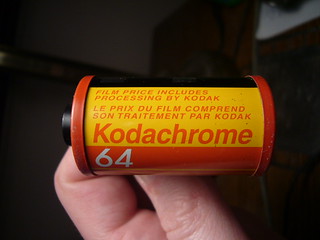 FILM PRICE INCLUDES
PROCESSING BY KODAK
LE PRIX DU FILM COMPREND
SON TRAITEMENT PAR KODAK
Kodachrome
64